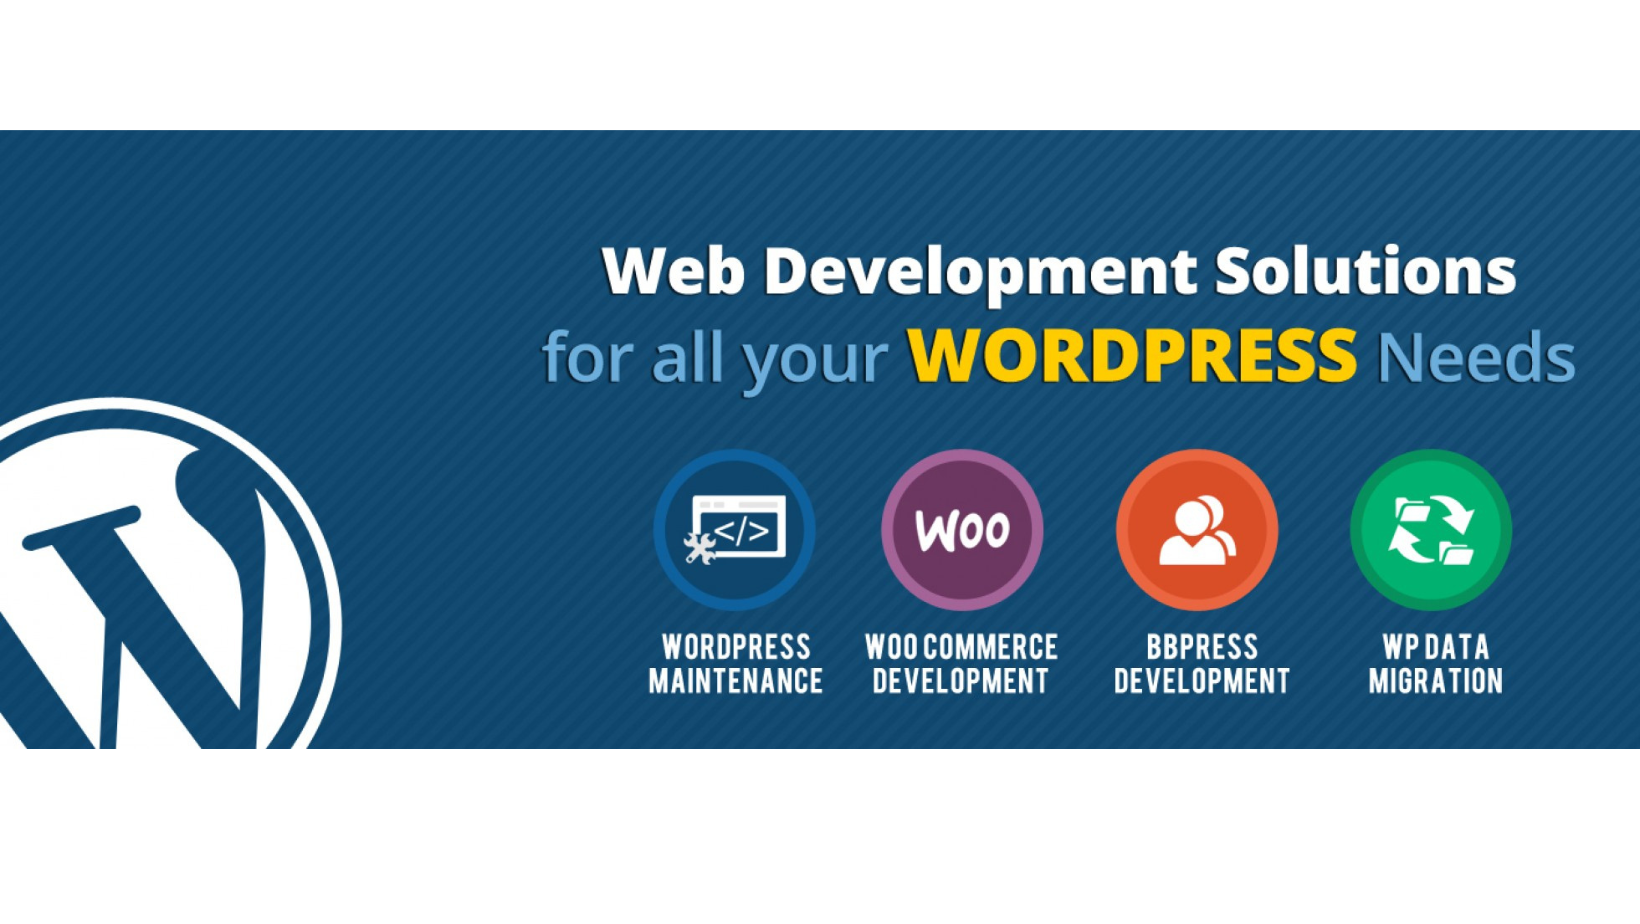 Web Development Solutions
for all your WORDPRESS Needs
W
</>
WOO
WORDPRESS
MAINTENANCE
WOO COMMERCE
DEVELOPMENT
BBPRESS
DEVELOPMENT
WP DATA
MIGRATION